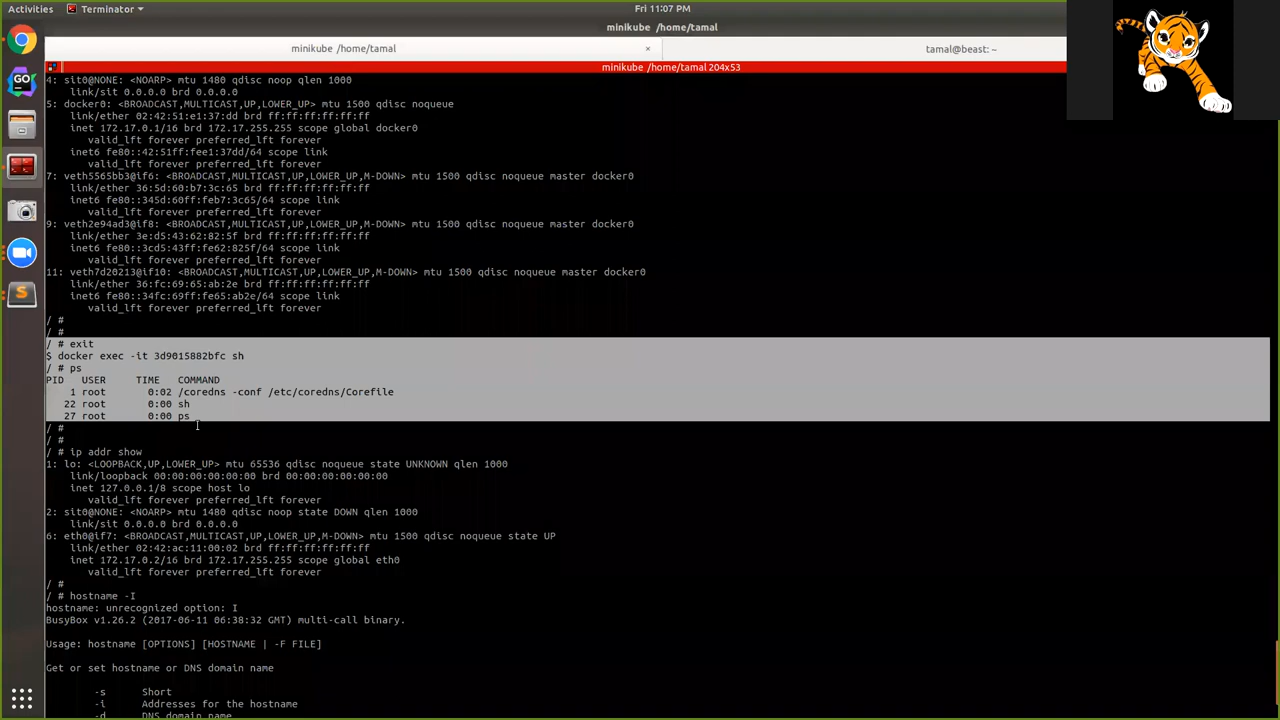 Activities
Terminator
Fri 11:07 PM
minikube /home/tamal
minikube /home/tamal
×
tamal@beast: ~
minikube /home/tamal 204x53
4: sit0@NONE: <NOARP> mtu 1480 qdisc noop qlen 1000
link/sit 0.0.0.0 brd 0.0.0.0
5: docker0: <BROADCAST,MULTICAST,UP,LOWER_UP> mtu 1500 qdisc noqueue
link/ether 02:42:51:e1:37:dd brd ff:ff:ff:ff:ff:ff
inet 172.17.0.1/16 brd 172.17.255.255 scope global docker0
valid_lft forever preferred_lft forever
inet6 fe80::42:51ff:fee1:37dd/64 scope link
valid_lft forever preferred_lft forever
7: veth5565bb3@if6: <BROADCAST,MULTICAST,UP,LOWER_UP,M-DOWN> mtu 1500 qdisc noqueue master docker0
link/ether 36:5d:60:b7:3c:65 brd ff:ff:ff:ff:ff:ff
inet6 fe80::345d:60ff:feb7:3c65/64 scope link
valid_lft forever preferred_lft forever
9: veth2e94ad3@if8: <BROADCAST,MULTICAST,UP,LOWER_UP,M-DOWN> mtu 1500 qdisc noqueue master docker0
link/ether 3e:d5:43:62:82:5f brd ff:ff:ff:ff:ff:ff
inet6 fe80::3cd5:43ff:fe62:825f/64 scope link
valid_lft forever preferred_lft forever
11: veth7d20213@if10: <BROADCAST,MULTICAST,UP,LOWER_UP,M-DOWN> mtu 1500 qdisc noqueue master docker0
link/ether 36:fc:69:65:ab:2e brd ff:ff:ff:ff:ff:ff
inet6 fe80::34fc:69ff:fe65:ab2e/64 scope link
valid_lft forever preferred_lft forever
/ #
/ #
/ # exit
$ docker exec -it 3d9015882bfc sh
/ # ps
PID   USER     TIME   COMMAND
1 root       0:02 /coredns -conf /etc/coredns/Corefile
22 root       0:00 sh
27 root       0:00 ps
/ #
/ #
/ # ip addr show
1: lo: <LOOPBACK,UP,LOWER_UP> mtu 65536 qdisc noqueue state UNKNOWN qlen 1000
link/loopback 00:00:00:00:00:00 brd 00:00:00:00:00:00
inet 127.0.0.1/8 scope host lo
valid_lft forever preferred_lft forever
2: sit0@NONE: <NOARP> mtu 1480 qdisc noop state DOWN qlen 1000
link/sit 0.0.0.0 brd 0.0.0.0
6: eth0@if7: <BROADCAST,MULTICAST,UP,LOWER_UP,M-DOWN> mtu 1500 qdisc noqueue state UP
link/ether 02:42:ac:11:00:02 brd ff:ff:ff:ff:ff:ff
inet 172.17.0.2/16 brd 172.17.255.255 scope global eth0
valid_lft forever preferred_lft forever
/ #
/ # hostname -I
hostname: unrecognized option: I
BusyBox v1.26.2 (2017-06-11 06:38:32 GMT) multi-call binary.
Usage: hostname [OPTIONS] [HOSTNAME | -F FILE]
Get or set hostname or DNS domain name
-s      Short
-i      Addresses for the hostname
-d      DNS domain name